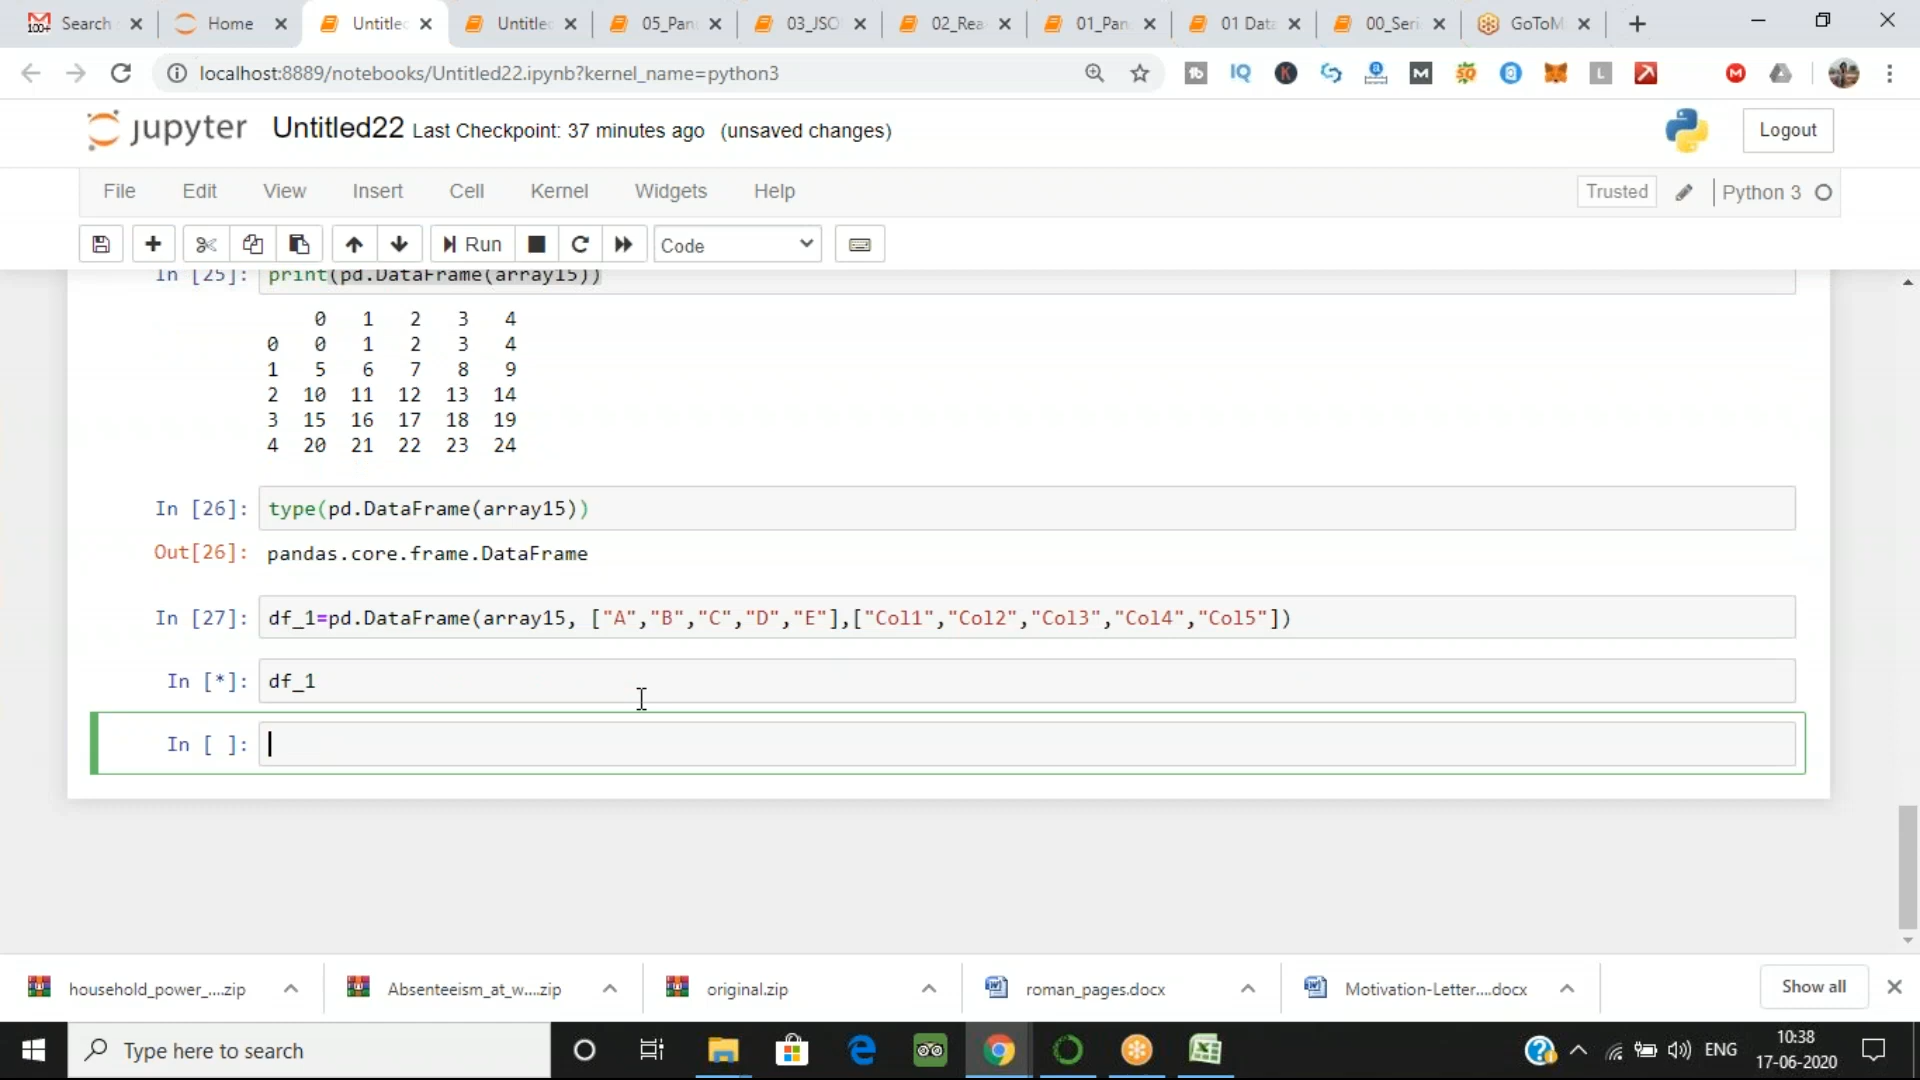 Search
Home
Untitle
Untitle
05_Pan
03_JSO
02_Rea
01_Pan
01 Data
00_Seri
GoToM
localhost:8889/notebooks/Untitled22.ipynb?kernel_name=python3
jupyter Untitled22 Last Checkpoint: 37 minutes ago (unsaved changes)
Logout
File Edit View Insert Cell Kernel Widgets Help
Trusted
Python 3
Run
Code
In [25]: print(pd.DataFrame(array15))
0 1 2 3 4
0 0 1 2 3 4
1 5 6 7 8 9
2 10 11 12 13 14
3 15 16 17 18 19
4 20 21 22 23 24
In [26]: type(pd.DataFrame(array15))
Out[26]: pandas.core.frame.DataFrame
In [27]: df_1=pd.DataFrame(array15, ["A","B","C","D","E"],["Col1","Col2","Col3","Col4","Col5"])
In [*]: df_1
In [ ]:
household_power_....zip
Absenteeism_at_w....zip
original.zip
roman_pages.docx
Motivation-Letter....docx
Show all
Type here to search
ENG
10:38
17-06-2020